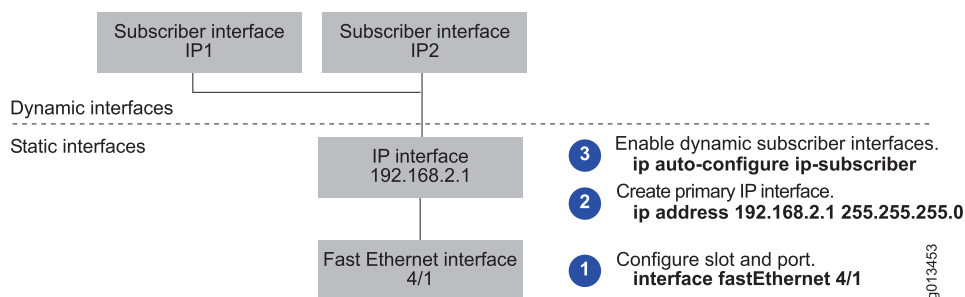 Subscriber interface
IP1
Subscriber interface
IP2
Dynamic interfaces
Static interfaces
IP interface
192.168.2.1
3
Enable dynamic subscriber interfaces.
ip auto-configure ip-subscriber
2
Create primary IP interface.
ip address 192.168.2.1 255.255.255.0
Fast Ethernet interface
4/1
1
Configure slot and port.
interface fastEthernet 4/1
g013453